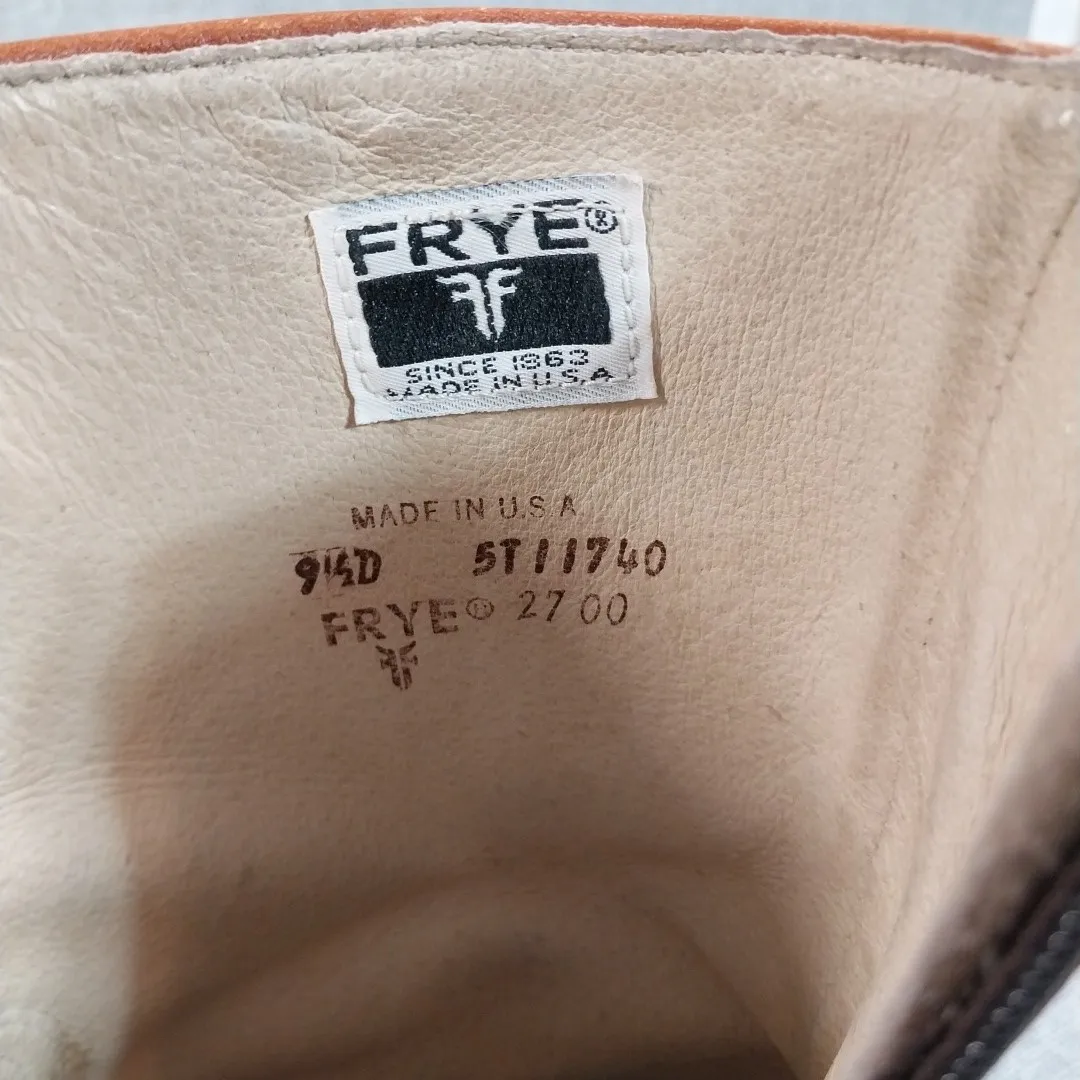 FRYE®
SINCE 1863
MADE IN U.S.A
MADE IN U.S.A
9½D 5T11740
FRYE® 2700